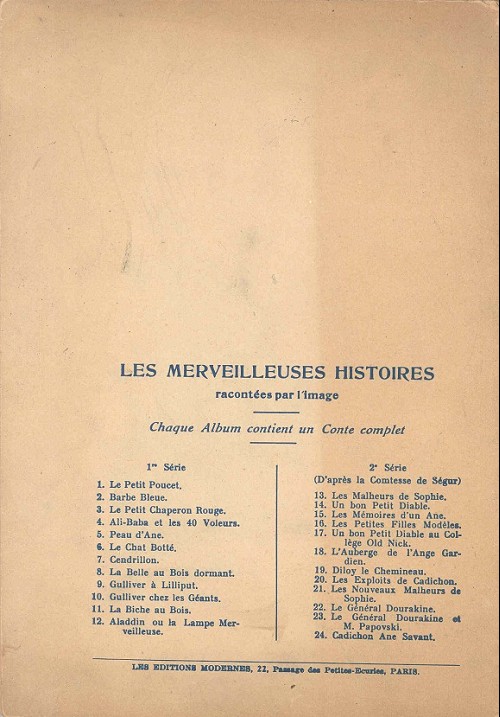 LES MERVEILLEUSES HISTOIRES
racontées par l'Image
Chaque Album contient un Conte complet
1re Série
1. Le Petit Poucet.
2. Barbe Bleue.
3. Le Petit Chaperon Rouge.
4. Ali-Baba et les 40 Voleurs.
5. Peau d'Ane.
6. Le Chat Botté.
7. Cendrillon.
8. La Belle au Bois dormant.
9. Gulliver à Lilliput.
10. Gulliver chez les Géants.
11. La Biche au Bois.
12. Aladdin ou la Lampe Mer-
veilleuse.
2e Série
(D'après la Comtesse de Ségur)
13. Les Malheurs de Sophie.
14. Un bon Petit Diable.
15. Les Mémoires d'un Ane.
16. Les Petites Filles Modèles.
17. Un bon Petit Diable au Col-
lège Old Nick.
18. L'Auberge de l'Ange Gar-
dien.
19. Diloy le Chemineau.
20. Les Exploits de Cadichon.
21. Les Nouveaux Malheurs de
Sophie.
22. Le Général Dourakine.
23. Le Général Dourakine et
M. Papovski.
24. Cadichon Ane Savant.
LES EDITIONS MODERNES, 22, Passage des Petites-Ecuries, PARIS.